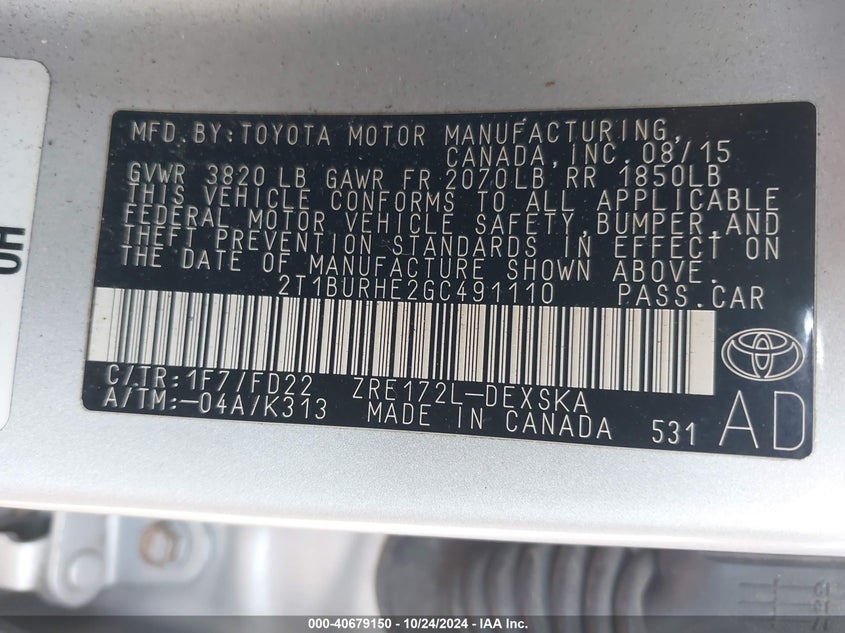 HO
MFD.BY:TOYOTA MOTOR MANUFACTURING,
CANADA,INC.08/15
GVWR 3820 LB GAWR FR 2070LB RR 1850LB
THIS VEHICLE CONFORMS TO ALL APPLICABLE
FEDERAL MOTOR VEHICLE SAFETY,BUMPER,AND
THEFT PREVENTION STANDARDS IN EFFECT ON
THE DATE OF MANUFACTURE SHOWN ABOVE.
2T1BURHE2GC491110 PASS.CAR
C/TR:1F7/FD22 ZRE172L-DEXSKA
A/TM:-04A/K313 MADE IN CANADA 531 AD
000-40679150 - 10/24/2024 - IAA Inc.